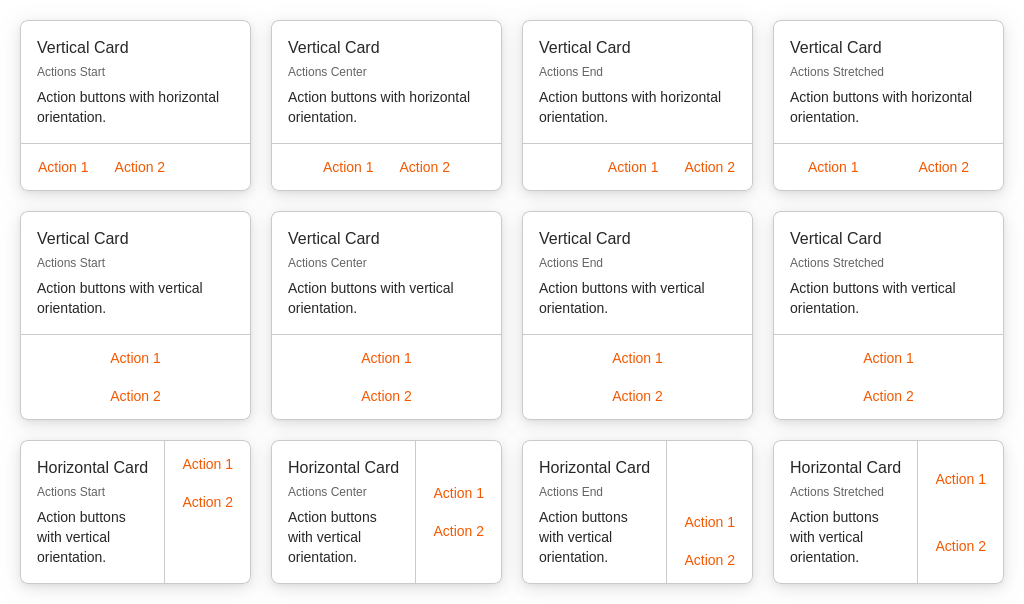 Vertical Card
Actions Start
Action buttons with horizontal
orientation.
Action 1 Action 2
Vertical Card
Actions Center
Action buttons with horizontal
orientation.
Action 1 Action 2
Vertical Card
Actions End
Action buttons with horizontal
orientation.
Action 1 Action 2
Vertical Card
Actions Stretched
Action buttons with horizontal
orientation.
Action 1 Action 2
Vertical Card
Actions Start
Action buttons with vertical
orientation.
Action 1
Action 2
Vertical Card
Actions Center
Action buttons with vertical
orientation.
Action 1
Action 2
Vertical Card
Actions End
Action buttons with vertical
orientation.
Action 1
Action 2
Vertical Card
Actions Stretched
Action buttons with vertical
orientation.
Action 1
Action 2
Horizontal Card
Actions Start
Action buttons
with vertical
orientation.
Action 1
Action 2
Horizontal Card
Actions Center
Action buttons
with vertical
orientation.
Action 1
Action 2
Horizontal Card
Actions End
Action buttons
with vertical
orientation.
Action 1
Action 2
Horizontal Card
Actions Stretched
Action buttons
with vertical
orientation.
Action 1
Action 2